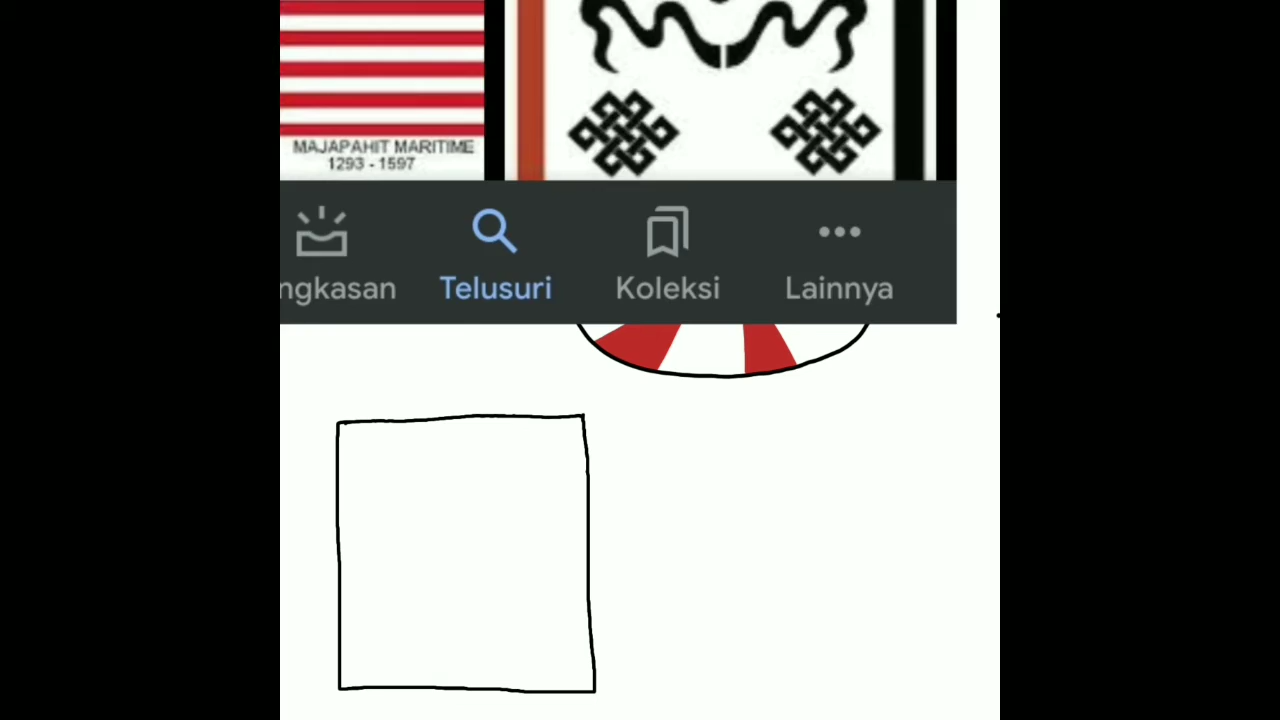 MAJAPAHIT MARITIME
1293 - 1597
ngkasan
Telusuri
Koleksi
Lainnya